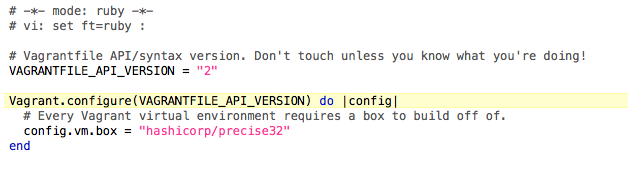 # -*- mode: ruby -*-
# vi: set ft=ruby :
# Vagrantfile API/syntax version. Don't touch unless you know what you're doing!
VAGRANTFILE_API_VERSION = "2"
Vagrant.configure(VAGRANTFILE_API_VERSION) do |config|
# Every Vagrant virtual environment requires a box to build off of.
config.vm.box = "hashicorp/precise32"
end